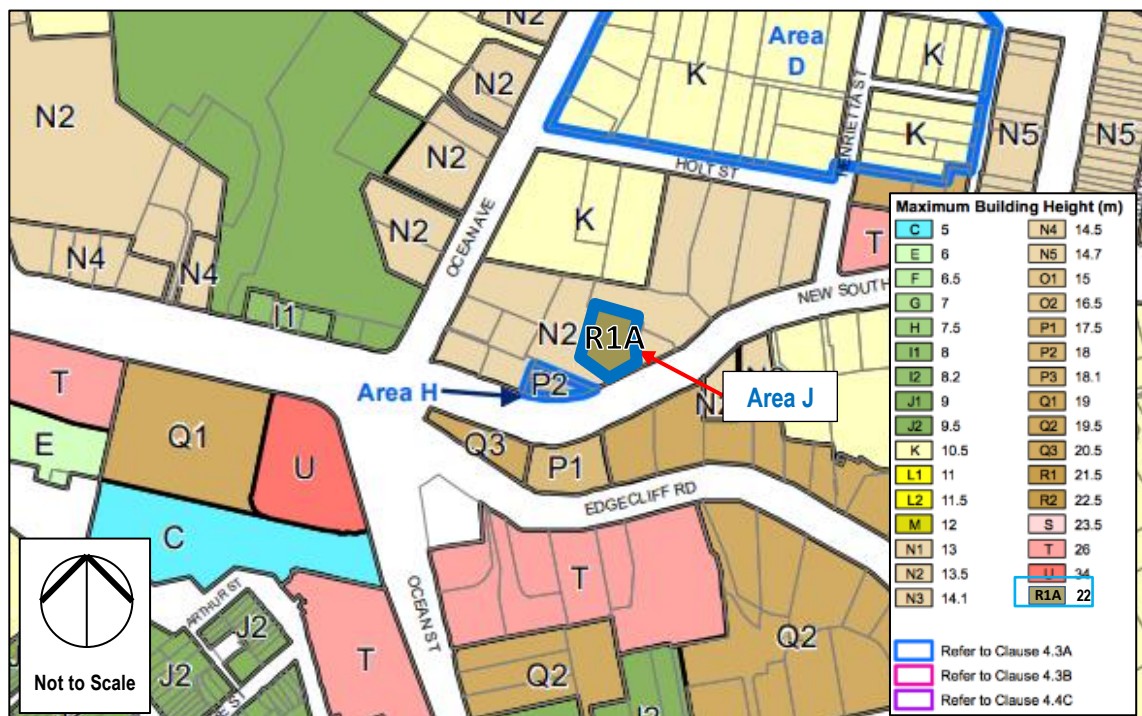 Area
D
K
K
K
N2
N2
N2
N2
N5
N5
HENRIETTA ST
HOLT ST
OCEAN AVE
K
T
N4
N4
I1
NEW SOUTH
N2
R1A
P2
Area H
Area J
T
Q1
U
E
C
Q3
P1
EDGECLIFF RD
T
OCEAN ST
ARTHUR ST
J2
J2
T
Q2
Q2
Not to Scale
Maximum Building Height (m)
C 5
E 6
F 6.5
G 7
H 7.5
I1 8
I2 8.2
J1 9
J2 9.5
K 10.5
L1 11
L2 11.5
M 12
N1 13
N2 13.5
N3 14.1
N4 14.5
N5 14.7
O1 15
O2 16.5
P1 17.5
P2 18
P3 18.1
Q1 19
Q2 19.5
Q3 20.5
R1 21.5
R2 22.5
S 23.5
T 26
U 34
R1A 22
Refer to Clause 4.3A
Refer to Clause 4.3B
Refer to Clause 4.4C